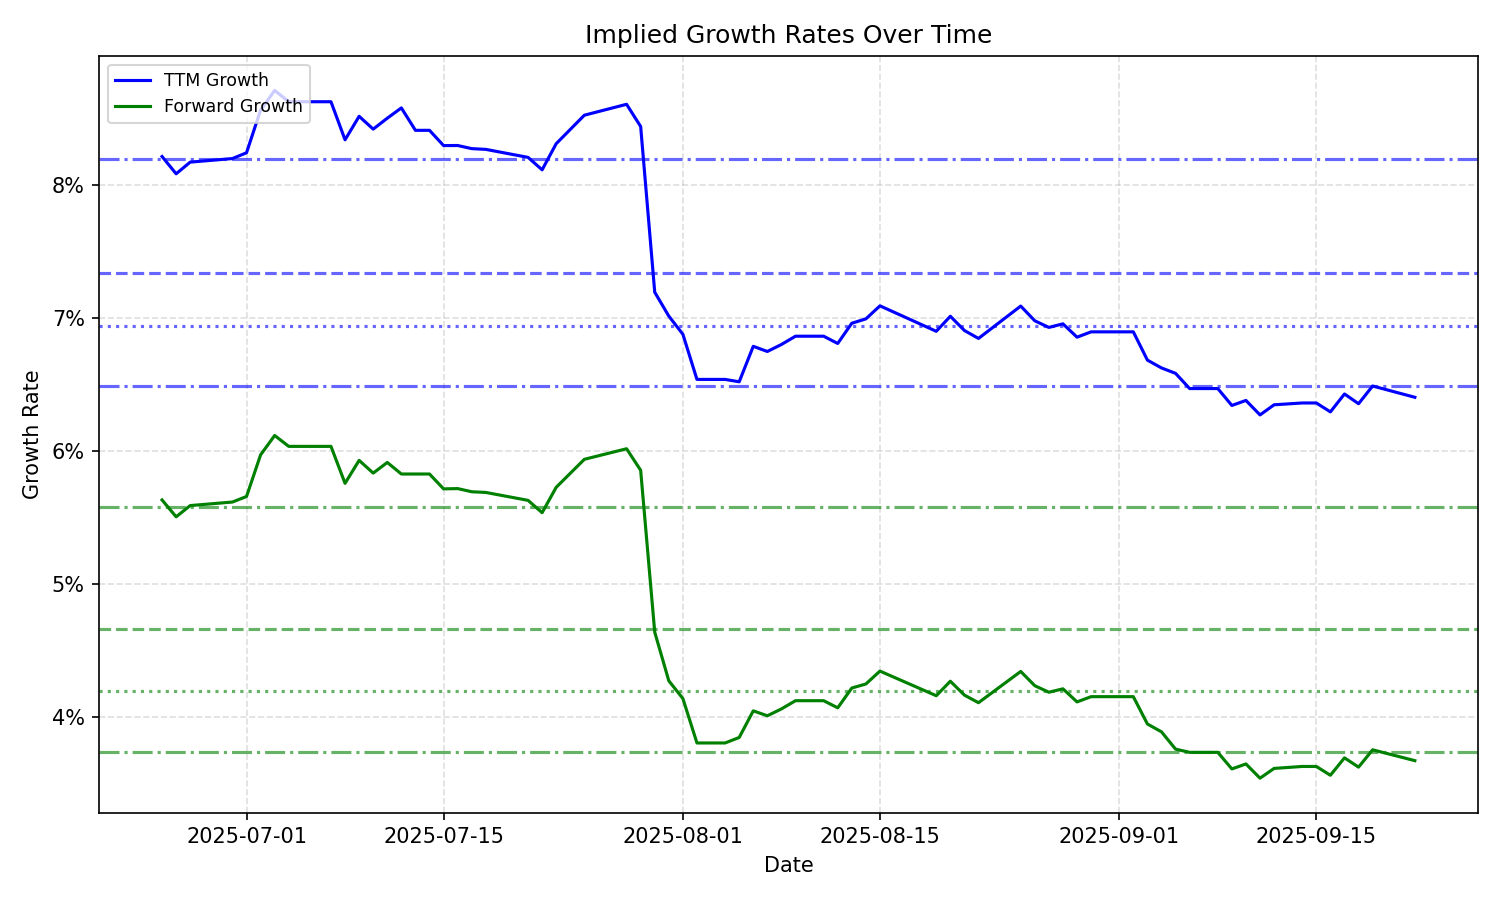 Implied Growth Rates Over Time
TTM Growth
Forward Growth
8%
7%
6%
5%
4%
Growth Rate
2025-07-01
2025-07-15
2025-08-01
2025-08-15
2025-09-01
2025-09-15
Date